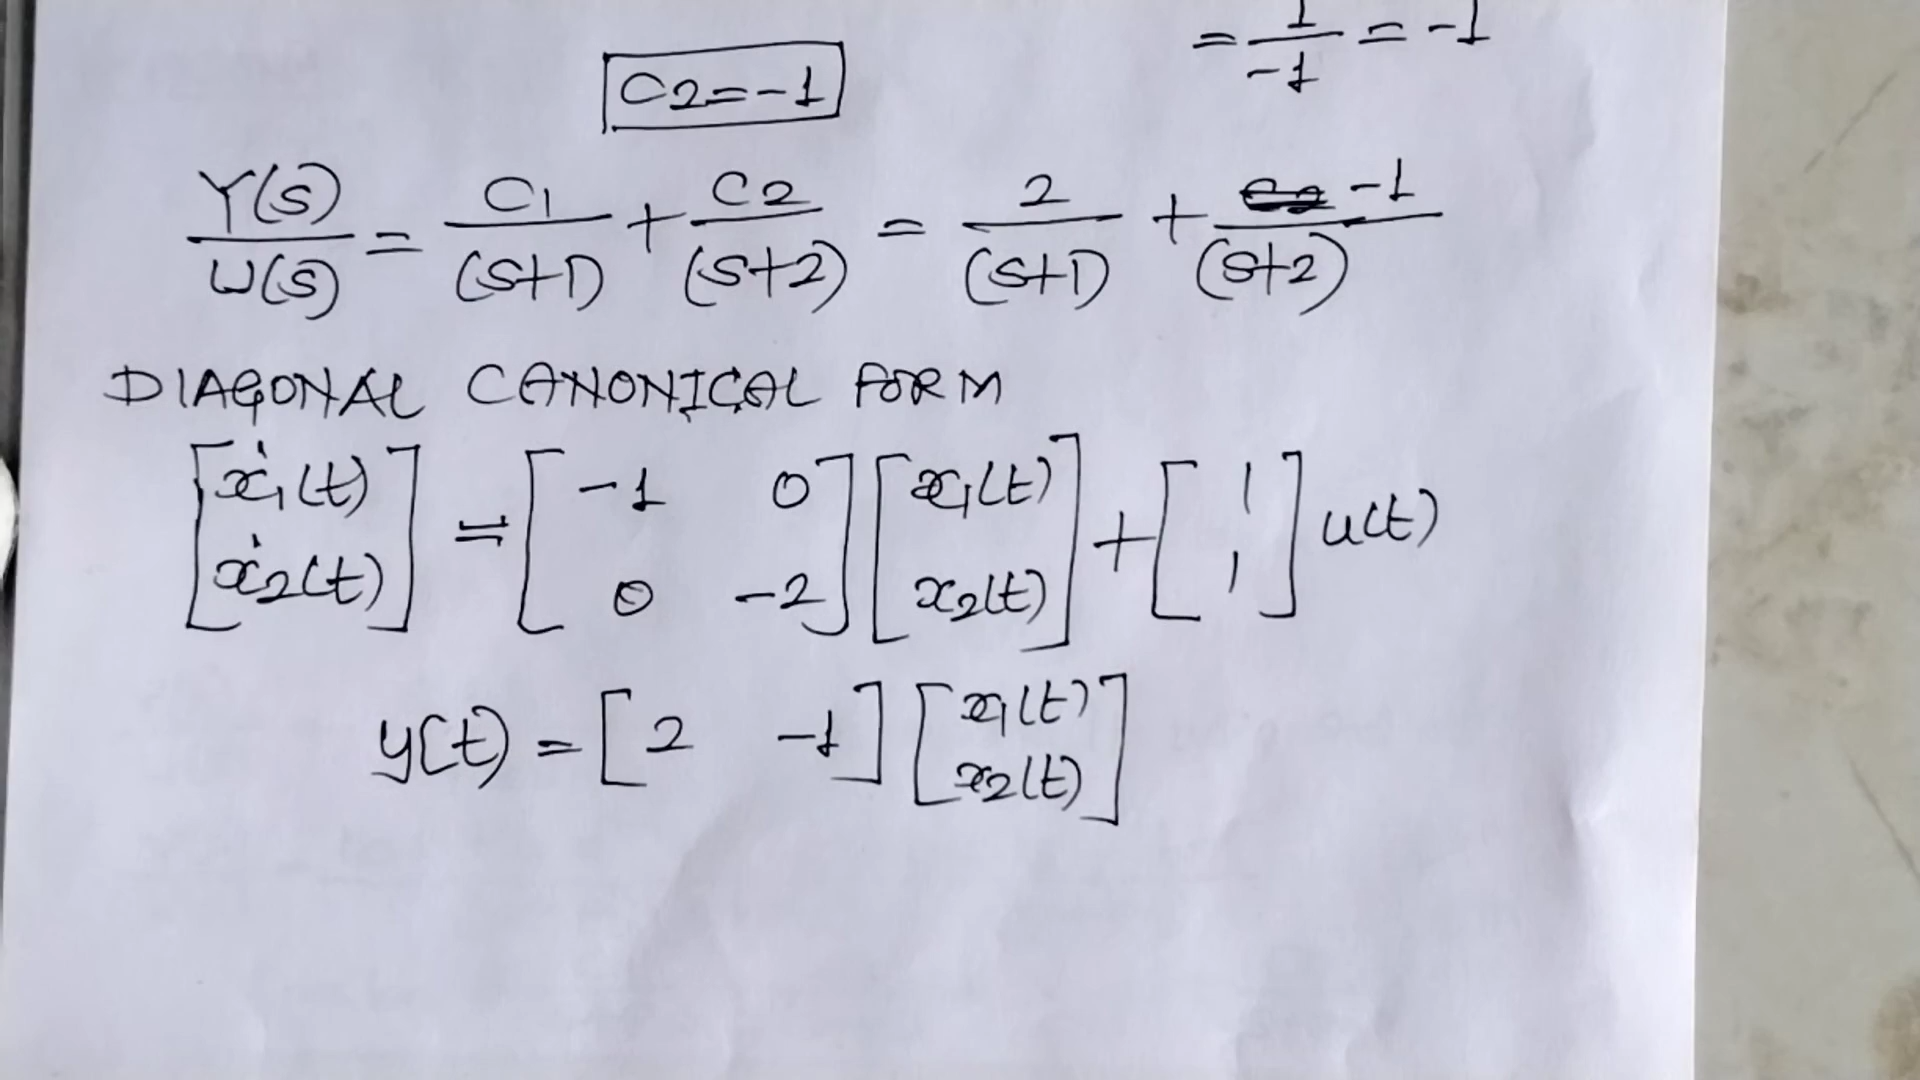 = 1/-1 = -1
C2=-1
Y(s)/U(s) = C1/(S+1) + C2/(S+2) = 2/(S+1) + -1/(S+2)
DIAGONAL CANONICAL FORM
[ẋ1(t) ẋ2(t)] = [-1 0 0 -2] [x1(t) x2(t)] + [1 1] u(t)
y(t) = [2 -1] [x1(t) x2(t)]